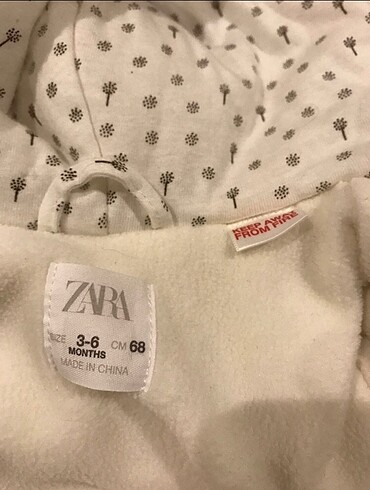 KEEP AWAY
FROM FIRE
ZARA
SIZE 3-6 CM 68
MONTHS
MADE IN CHINA